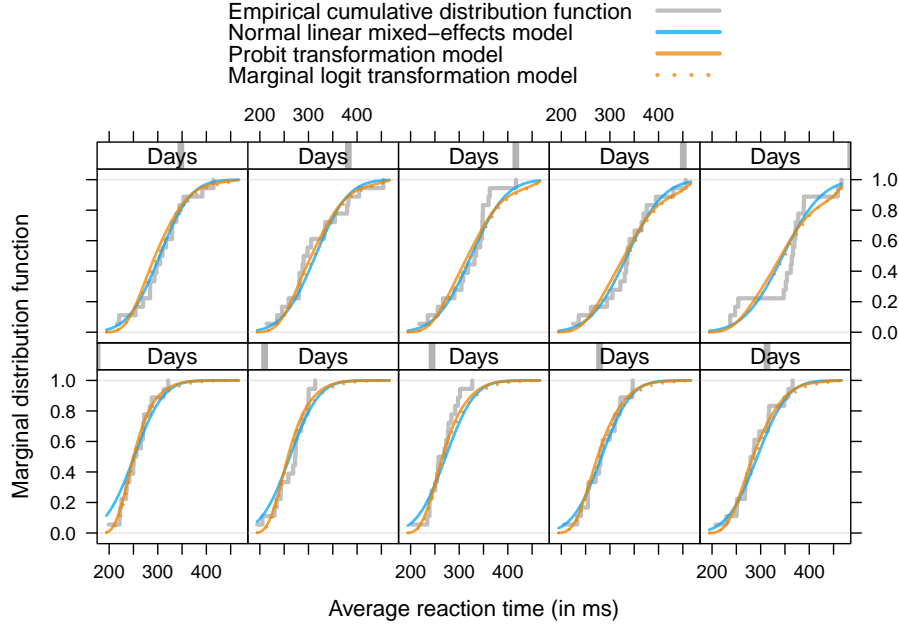 Empirical cumulative distribution function
Normal linear mixed−effects model
Probit transformation model
Marginal logit transformation model
200 300 400 200 300 400
Days Days Days Days Days
1.0
0.8
0.6
0.4
0.2
0.0
Days Days Days Days Days
1.0
0.8
0.6
0.4
0.2
0.0
Marginal distribution function
200 300 400 200 300 400 200 300 400
Average reaction time (in ms)